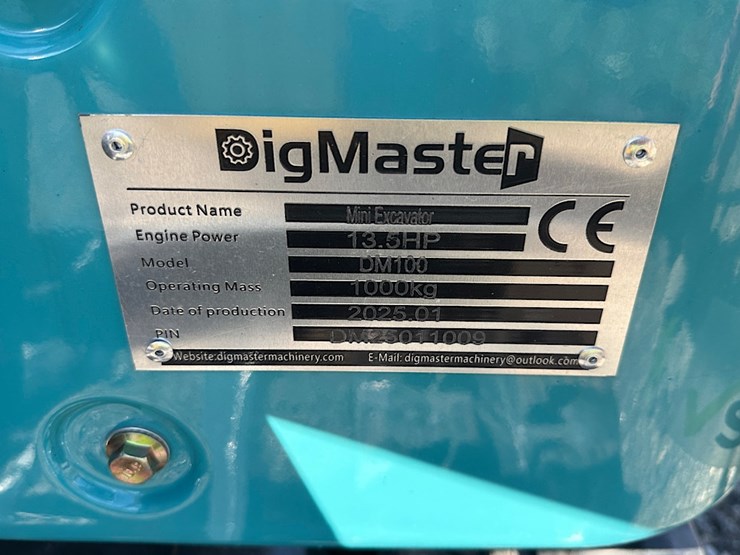 DigMaster
Product Name Mini Excavator
Engine Power 13.5HP
Model DM100
Operating Mass 1000kg
Date of production 2025.01
PIN DM25011009
Website:digmastermachinery.com E-Mail: digmastermachinery@outlook.com
CE